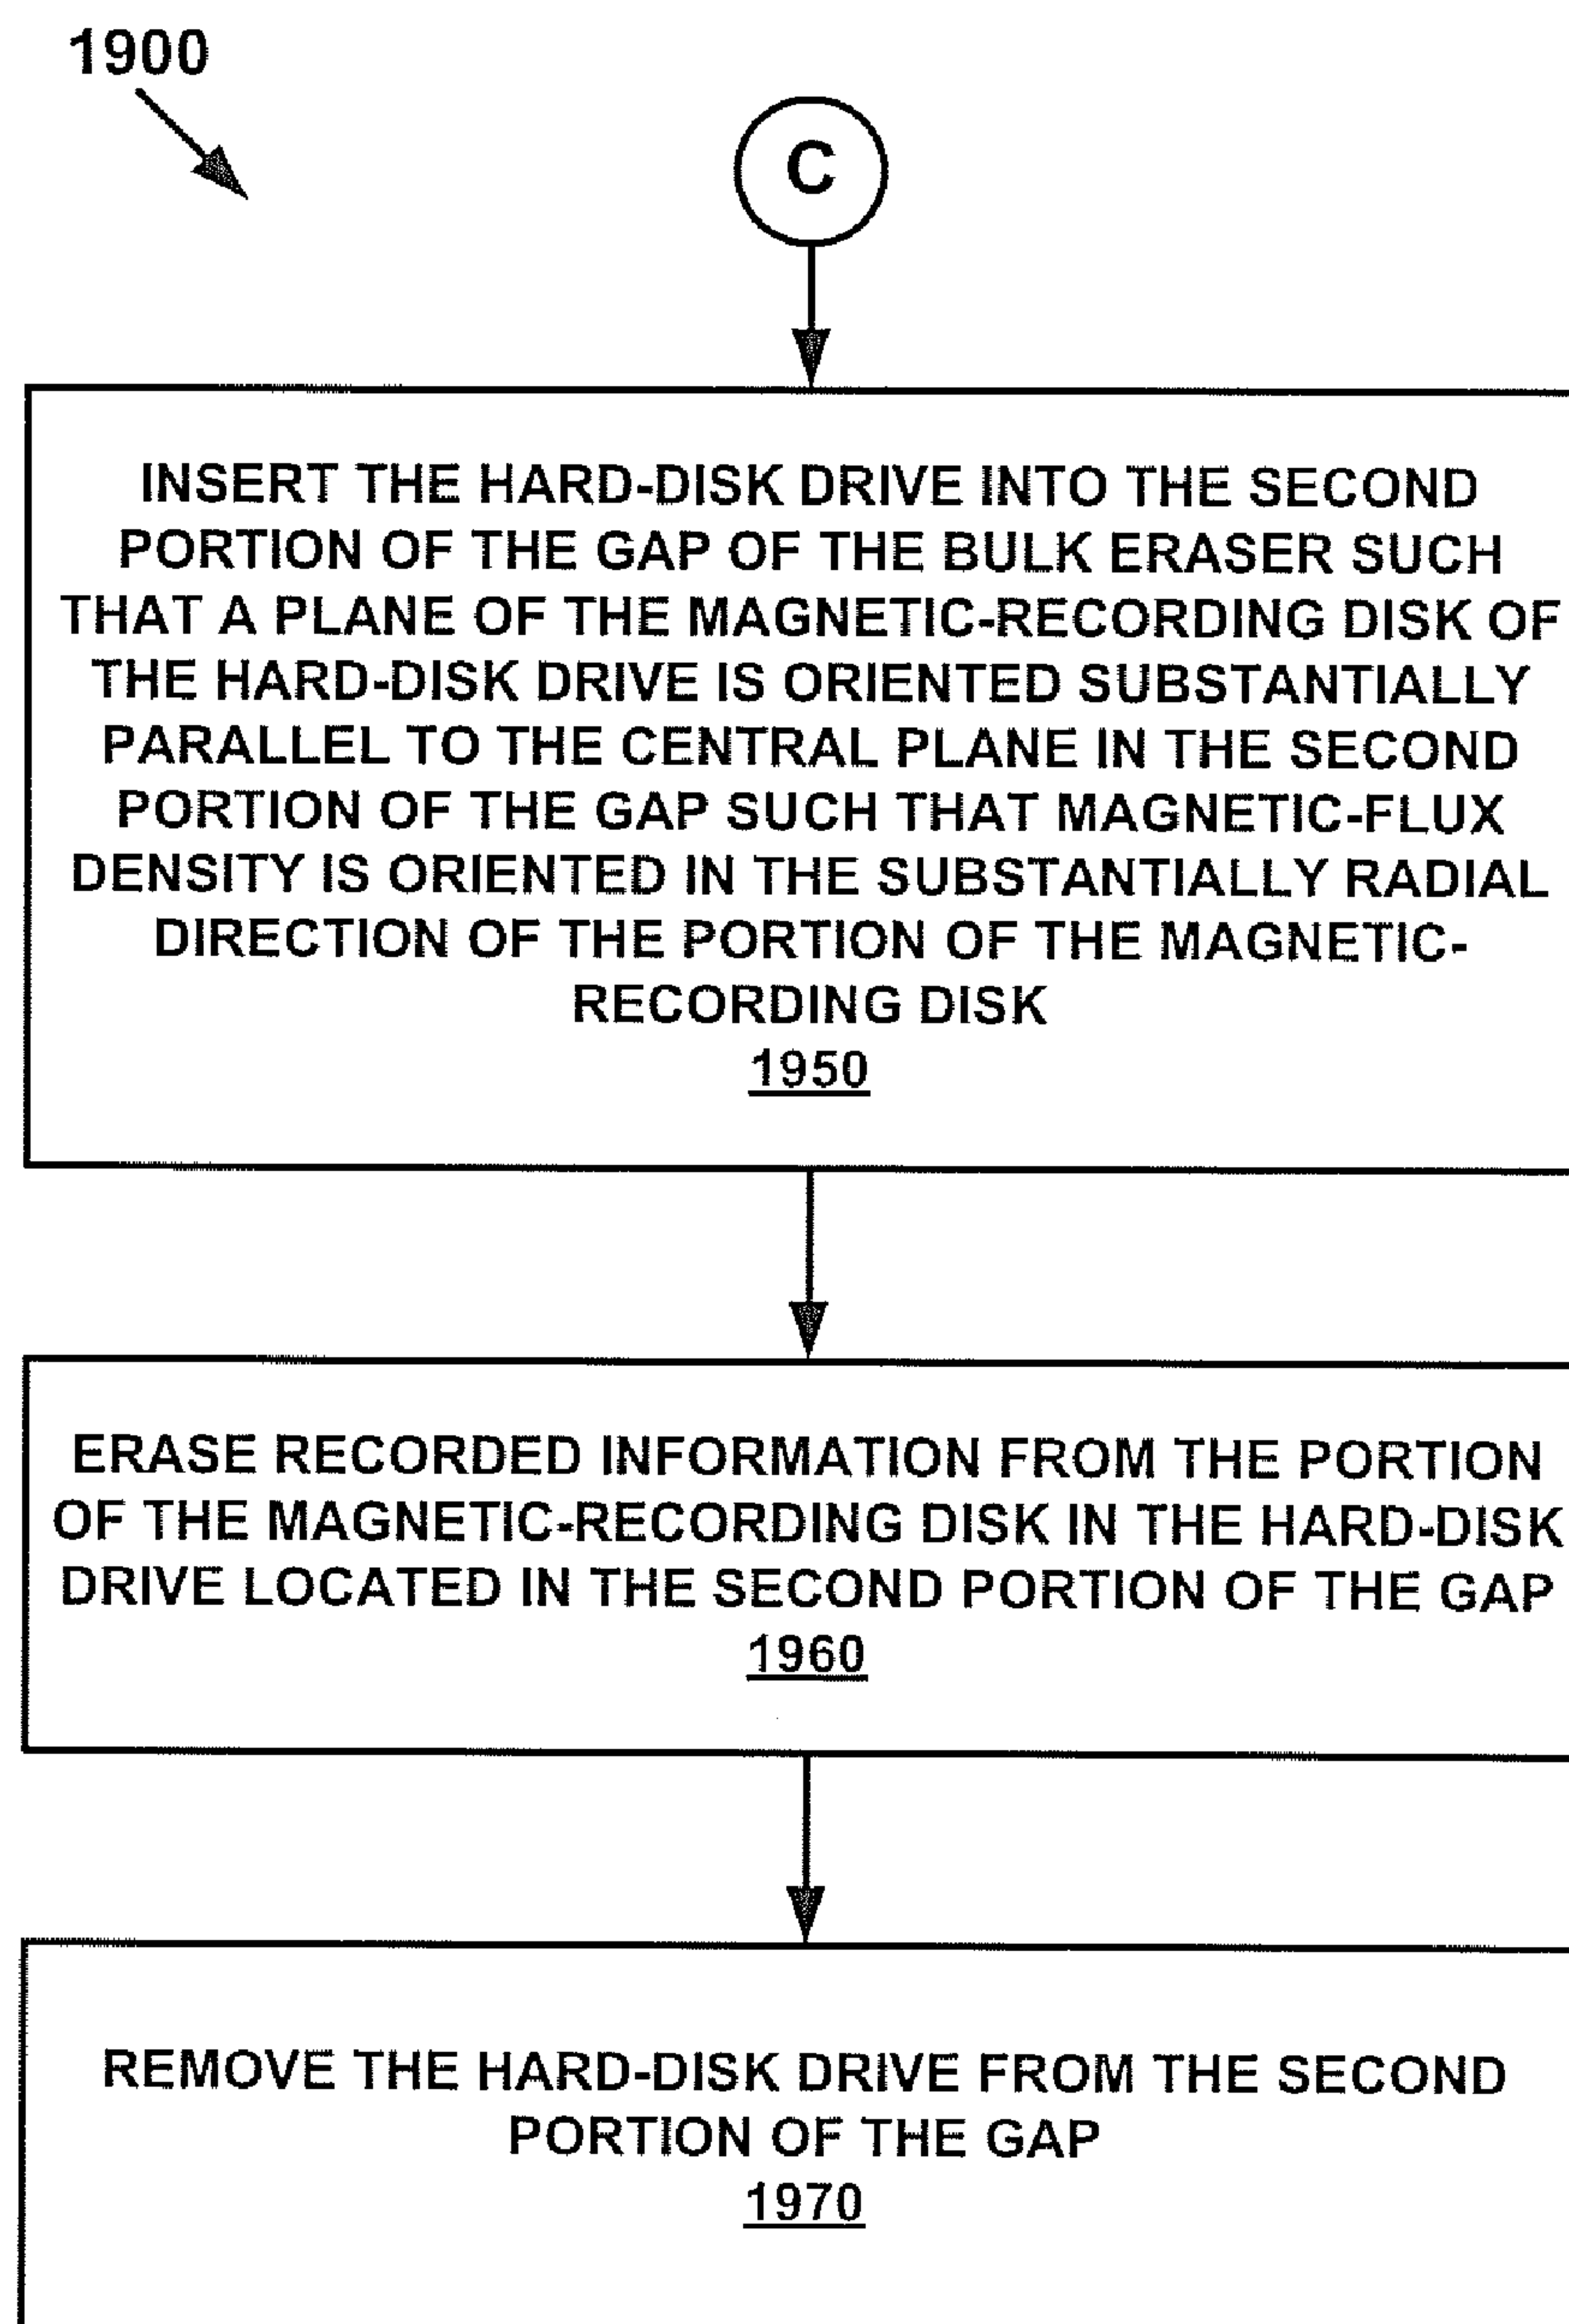 1900
C
INSERT THE HARD-DISK DRIVE INTO THE SECOND
PORTION OF THE GAP OF THE BULK ERASER SUCH
THAT A PLANE OF THE MAGNETIC-RECORDING DISK OF
THE HARD-DISK DRIVE IS ORIENTED SUBSTANTIALLY
PARALLEL TO THE CENTRAL PLANE IN THE SECOND
PORTION OF THE GAP SUCH THAT MAGNETIC-FLUX
DENSITY IS ORIENTED IN THE SUBSTANTIALLY RADIAL
DIRECTION OF THE PORTION OF THE MAGNETIC-
RECORDING DISK
1950
ERASE RECORDED INFORMATION FROM THE PORTION
OF THE MAGNETIC-RECORDING DISK IN THE HARD-DISK
DRIVE LOCATED IN THE SECOND PORTION OF THE GAP
1960
REMOVE THE HARD-DISK DRIVE FROM THE SECOND
PORTION OF THE GAP
1970